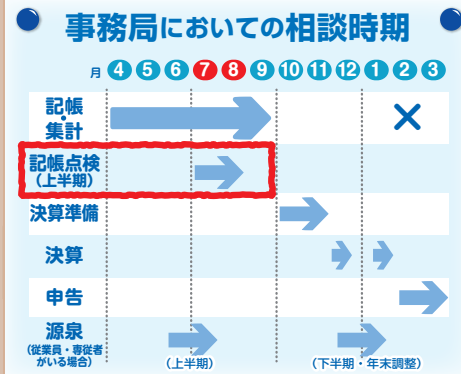 事務局においての相談時期
月 4 5 6 7 8 9 10 11 12 1 2 3
記帳・集計
記帳点検
(上半期)
決算準備
決算
申告
源泉
(従業員・専従者
がいる場合)
(上半期)
(下半期・年末調整)